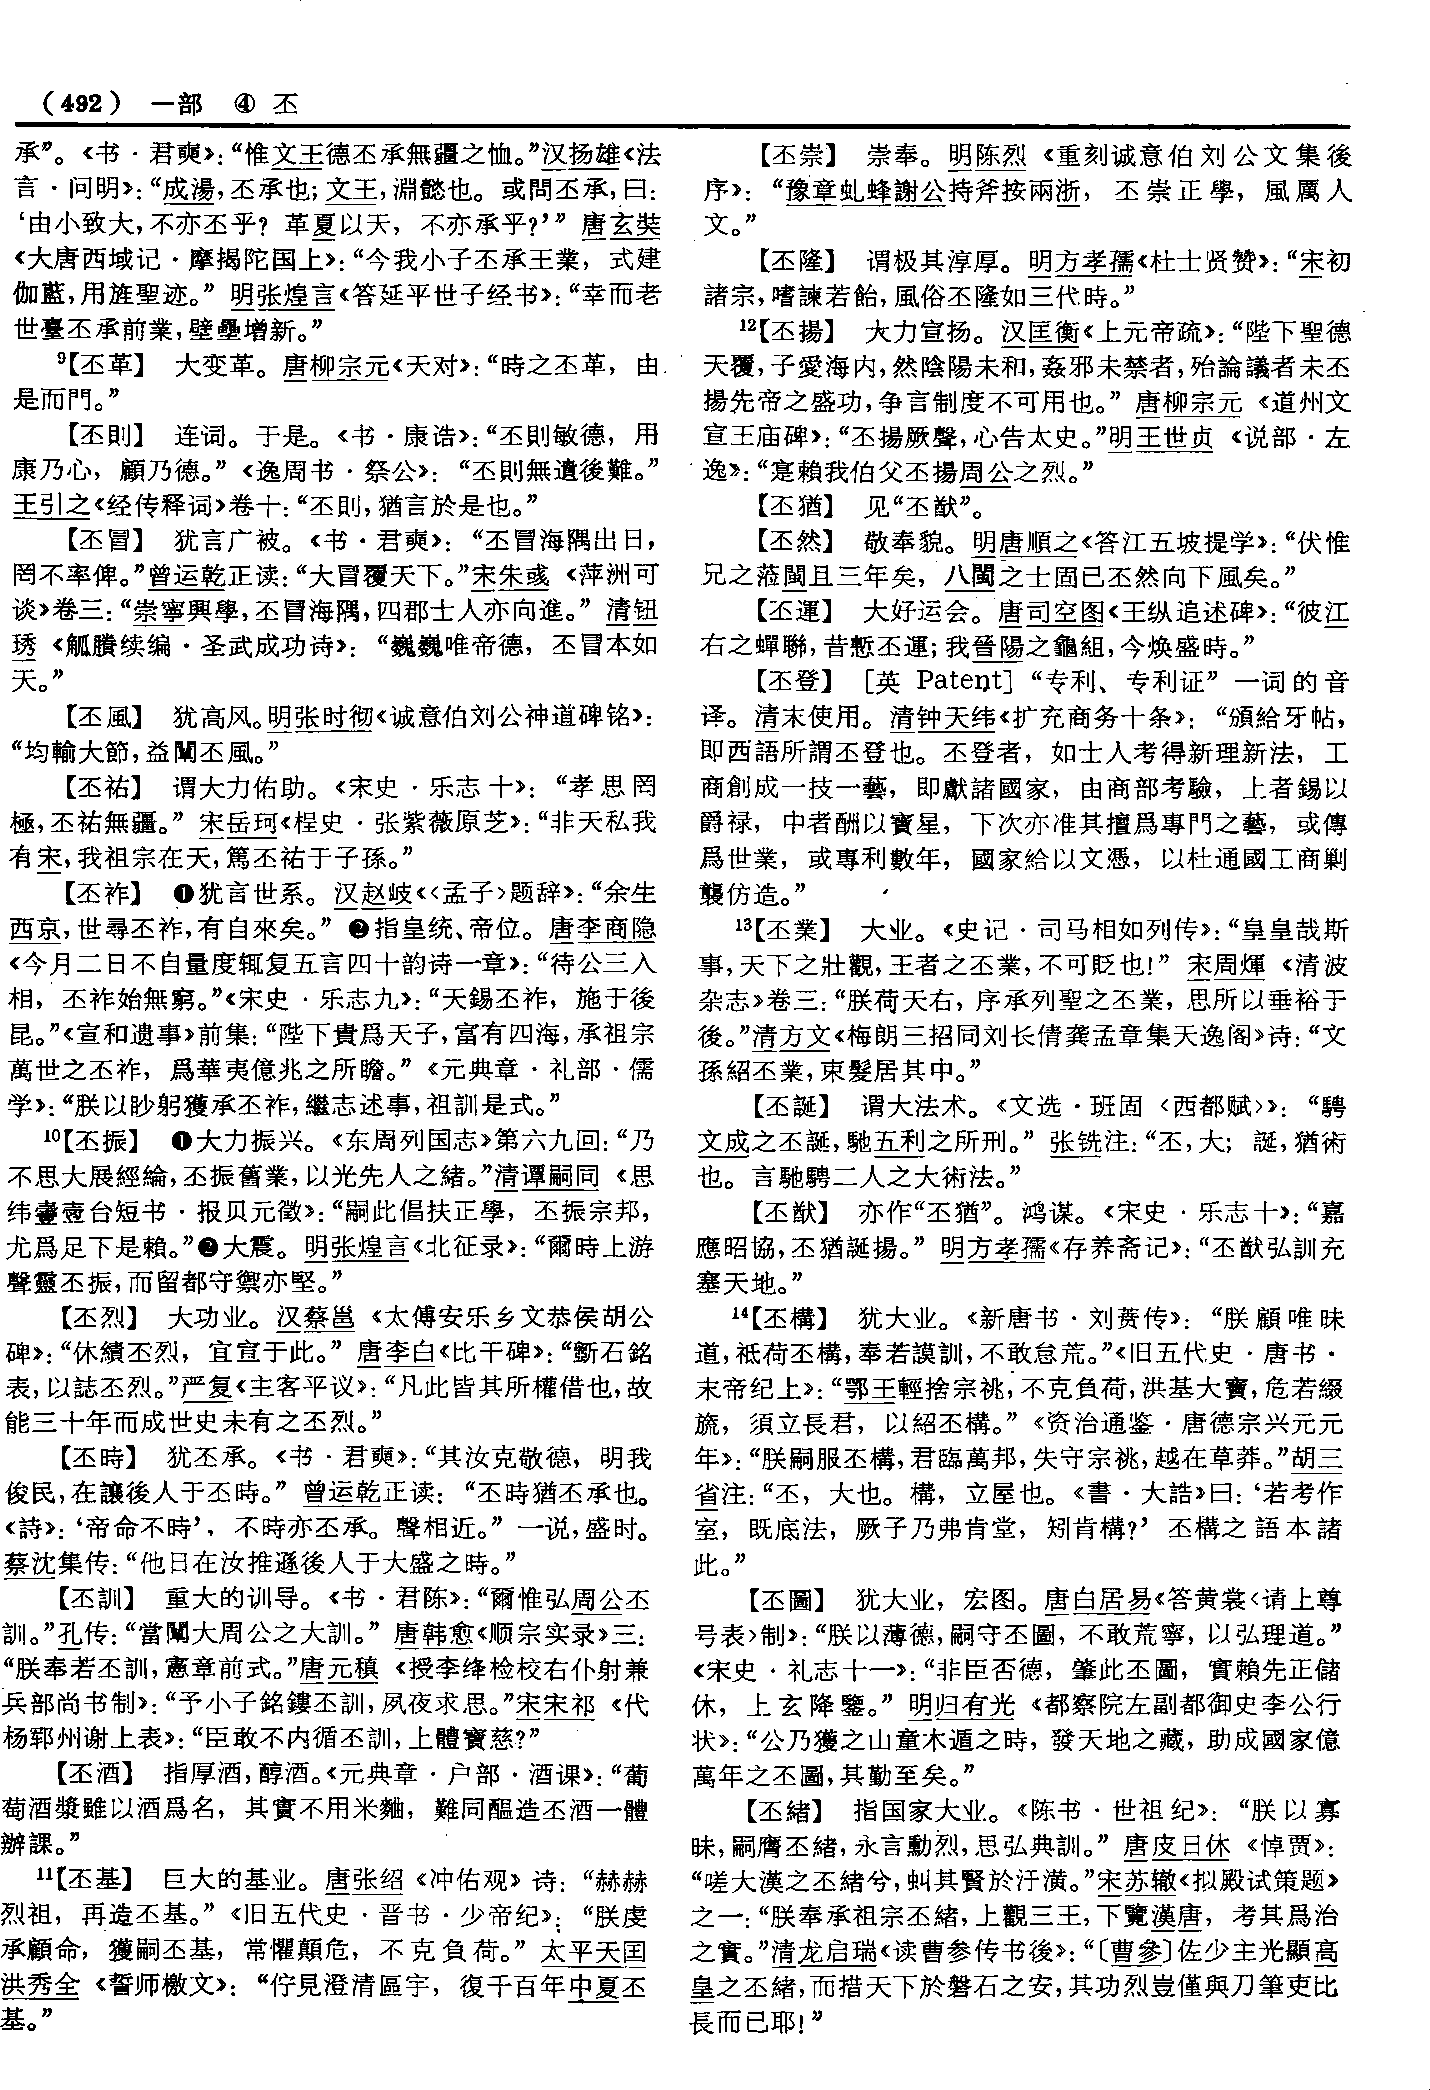 （492） 一部 ④ 丕
承”。《书·君奭》：“惟文王德丕承無疆之恤。”汉扬雄《法
言·问明》：“成湯，丕承也；文王，淵懿也。或問丕承，曰：
‘由小致大，不亦丕乎？革夏以天，不亦承乎？’”唐玄奘
《大唐西域记·摩揭陀国上》：“今我小子丕承王業，式建
伽藍，用旌聖迹。”明张煌言《答延平世子经书》：“幸而老
世臺丕承前業，壁壘增新。”
9【丕革】 大变革。唐柳宗元《天对》：“時之丕革，由
是而門。”
【丕則】 连词。于是。《书·康诰》：“丕則敏德，用
康乃心，顧乃德。”《逸周书·祭公》：“丕則無遺後難。”
王引之《经传释词》卷十：“丕則，猶言於是也。”
【丕冒】 犹言广被。《书·君奭》：“丕冒海隅出日，
罔不率俾。”曾运乾正读：“大冒覆天下。”宋朱彧《萍洲可
谈》卷三：“崇寧興學，丕冒海隅，四郡士人亦向進。”清钮
琇《觚賸续编·圣武成功诗》：“巍巍唯帝德，丕冒本如
天。”
【丕風】 犹高风。明张时彻《诚意伯刘公神道碑铭》：
“均輸大節，益闡丕風。”
【丕祐】 谓大力佑助。《宋史·乐志十》：“孝思罔
極，丕祐無疆。”宋岳珂《桯史·张紫薇原芝》：“非天私我
有宋，我祖宗在天，篤丕祐于子孫。”
【丕祚】 ❶犹言世系。汉赵岐《〈孟子〉题辞》：“余生
西京，世尋丕祚，有自來矣。”❷指皇统、帝位。唐李商隐
《今月二日不自量度辄复五言四十韵诗一章》：“待公三入
相，丕祚始無窮。”《宋史·乐志九》：“天錫丕祚，施于後
昆。”《宣和遗事》前集：“陛下貴爲天子，富有四海，承祖宗
萬世之丕祚，爲華夷億兆之所瞻。”《元典章·礼部·儒
学》：“朕以眇躬獲承丕祚，繼志述事，祖訓是式。”
10【丕振】 ❶大力振兴。《东周列国志》第六九回：“乃
不思大展經綸，丕振舊業，以光先人之緒。”清谭嗣同《思
纬壹壸台短书·报贝元徵》：“嗣此倡扶正學，丕振宗邦，
尤爲足下是賴。”❷大震。明张煌言《北征录》：“爾時上游
聲靈丕振，而留都守禦亦堅。”
【丕烈】 大功业。汉蔡邕《太傅安乐乡文恭侯胡公
碑》：“休績丕烈，宜宣于此。”唐李白《比干碑》：“斲石銘
表，以誌丕烈。”严复《主客平议》：“凡此皆其所權借也，故
能三十年而成世史未有之丕烈。”
【丕時】 犹丕承。《书·君奭》：“其汝克敬德，明我
俊民，在讓後人于丕時。”曾运乾正读：“丕時猶丕承也。
《詩》：‘帝命不時’，不時亦丕承。聲相近。”一说，盛时。
蔡沈集传：“他日在汝推遜後人于大盛之時。”
【丕訓】 重大的训导。《书·君陈》：“爾惟弘周公丕
訓。”孔传：“當闡大周公之大訓。”唐韩愈《顺宗实录》三：
“朕奉若丕訓，憲章前式。”唐元稹《授李绛检校右仆射兼
兵部尚书制》：“予小子銘鏤丕訓，夙夜求思。”宋宋祁《代
杨郓州谢上表》：“臣敢不内循丕訓，上體寶慈？”
【丕酒】 指厚酒，醇酒。《元典章·户部·酒课》：“葡
萄酒漿雖以酒爲名，其實不用米麯，難同醞造丕酒一體
辦課。”
11【丕基】 巨大的基业。唐张绍《冲佑观》诗：“赫赫
烈祖，再造丕基。”《旧五代史·晋书·少帝纪》：“朕虔
承顧命，獲嗣丕基，常懼顛危，不克負荷。”太平天囯
洪秀全《誓师檄文》：“佇見澄清區宇，復千百年中夏丕
基。”
【丕崇】 崇奉。明陈烈《重刻诚意伯刘公文集後
序》：“豫章虬蜂謝公持斧按兩浙，丕崇正學，風厲人
文。”
【丕隆】 谓极其淳厚。明方孝孺《杜士贤赞》：“宋初
諸宗，嗜諫若飴，風俗丕隆如三代時。”
12【丕揚】 大力宣扬。汉匡衡《上元帝疏》：“陛下聖德
天覆，子愛海内，然陰陽未和，姦邪未禁者，殆論議者未丕
揚先帝之盛功，争言制度不可用也。”唐柳宗元《道州文
宣王庙碑》：“丕揚厥聲，心告太史。”明王世贞《说部·左
逸》：“寔賴我伯父丕揚周公之烈。”
【丕猶】 见“丕猷”。
【丕然】 敬奉貌。明唐順之《答江五坡提学》：“伏惟
兄之蒞閩且三年矣，八閩之士固已丕然向下風矣。”
【丕運】 大好运会。唐司空图《王纵追述碑》：“彼江
右之蟬聯，昔慙丕運；我晉陽之龜組，今焕盛時。”
【丕登】 ［英 Patent］“专利、专利证”一词的音
译。清末使用。清钟天纬《扩充商务十条》：“頒給牙帖，
即西語所謂丕登也。丕登者，如士人考得新理新法，工
商創成一技一藝，即獻諸國家，由商部考驗，上者錫以
爵禄，中者酬以寶星，下次亦准其擅爲專門之藝，或傳
爲世業，或專利數年，國家給以文憑，以杜通國工商剿
襲仿造。”
13【丕業】 大业。《史记·司马相如列传》：“皇皇哉斯
事，天下之壯觀，王者之丕業，不可貶也！”宋周煇《清波
杂志》卷三：“朕荷天右，序承列聖之丕業，思所以垂裕于
後。”清方文《梅朗三招同刘长倩龚孟章集天逸阁》诗：“文
孫紹丕業，束髮居其中。”
【丕誕】 谓大法术。《文选·班固〈西都赋〉》：“騁
文成之丕誕，馳五利之所刑。”张铣注：“丕，大；誕，猶術
也。言馳騁二人之大術法。”
【丕猷】 亦作“丕猶”。鸿谋。《宋史·乐志十》：“嘉
應昭協，丕猶誕揚。”明方孝孺《存养斋记》：“丕猷弘訓充
塞天地。”
14【丕構】 犹大业。《新唐书·刘蕡传》：“朕顧唯昧
道，祗荷丕構，奉若謨訓，不敢怠荒。”《旧五代史·唐书·
末帝纪上》：“鄂王輕捨宗祧，不克負荷，洪基大寶，危若綴
旒，須立長君，以紹丕構。”《资治通鉴·唐德宗兴元元
年》：“朕嗣服丕構，君臨萬邦，失守宗祧，越在草莽。”胡三
省注：“丕，大也。構，立屋也。《書·大誥》曰：‘若考作
室，既底法，厥子乃弗肯堂，矧肯構？’丕構之語本諸
此。”
【丕圖】 犹大业，宏图。唐白居易《答黄裳〈请上尊
号表〉制》：“朕以薄德，嗣守丕圖，不敢荒寧，以弘理道。”
《宋史·礼志十一》：“非臣否德，肇此丕圖，實賴先正儲
休，上玄降鑒。”明归有光《都察院左副都御史李公行
状》：“公乃獲之山童木遁之時，發天地之藏，助成國家億
萬年之丕圖，其勤至矣。”
【丕緒】 指国家大业。《陈书·世祖纪》：“朕以寡
昧，嗣膺丕緒，永言勳烈，思弘典訓。”唐皮日休《悼贾》：
“嗟大漢之丕緒兮，虯其賢於汙潢。”宋苏辙《拟殿试策题》
之一：“朕奉承祖宗丕緒，上觀三王，下覽漢唐，考其爲治
之實。”清龙启瑞《读曹参传书後》：“〔曹參〕佐少主光顯高
皇之丕緒，而措天下於磐石之安，其功烈豈僅與刀筆吏比
長而已耶！”